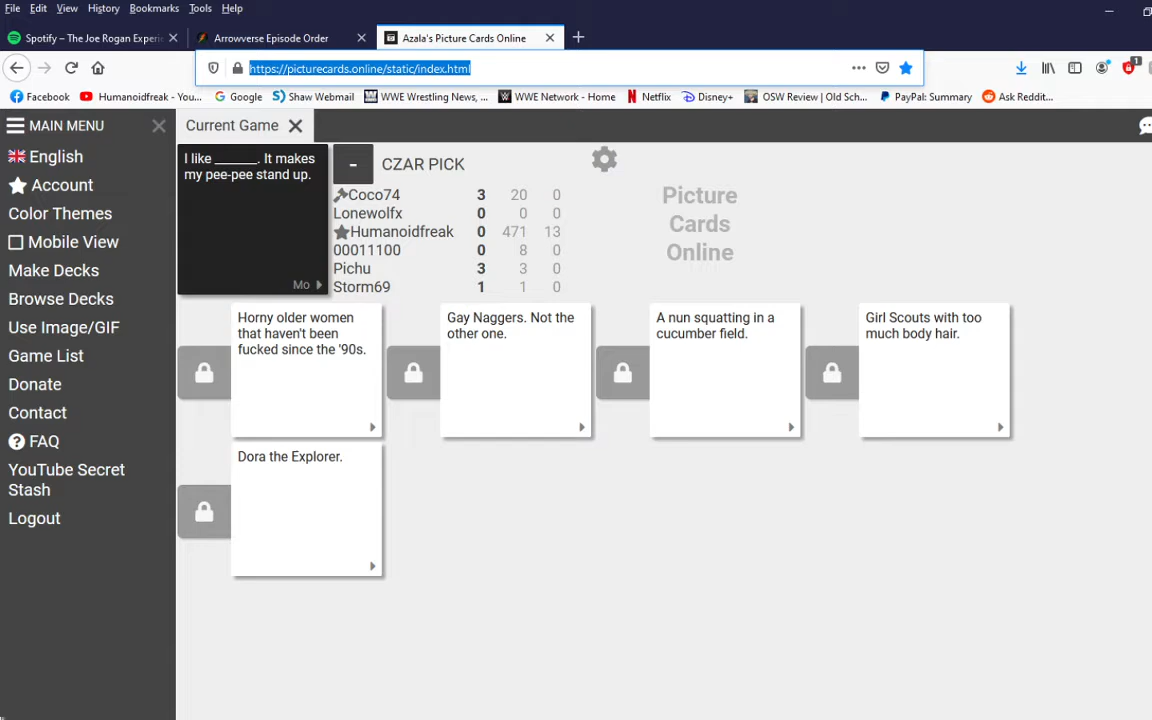 File Edit View History Bookmarks Tools Help
Spotify – The Joe Rogan Experi
Arrowverse Episode Order
Azala's Picture Cards Online
https://picturecards.online/static/index.html
1
Facebook
Humanoidfreak - You...
Google
Shaw Webmail
WWE Wrestling News, ...
WWE Network - Home
Netflix
Disney+
OSW Review | Old Sch...
PayPal: Summary
Ask Reddit...
MAIN MENU
Current Game
English
Account
Color Themes
Mobile View
Make Decks
Browse Decks
Use Image/GIF
Game List
Donate
Contact
FAQ
YouTube Secret
Stash
Logout
I like ______. It makes
my pee-pee stand up.
Mo
-
CZAR PICK
Coco74 3 20 0
Lonewolfx 0 0 0
Humanoidfreak 0 471 13
00011100 0 8 0
Pichu 3 3 0
Storm69 1 1 0
Picture
Cards
Online
Horny older women
that haven't been
fucked since the '90s.
Gay Naggers. Not the
other one.
A nun squatting in a
cucumber field.
Girl Scouts with too
much body hair.
Dora the Explorer.